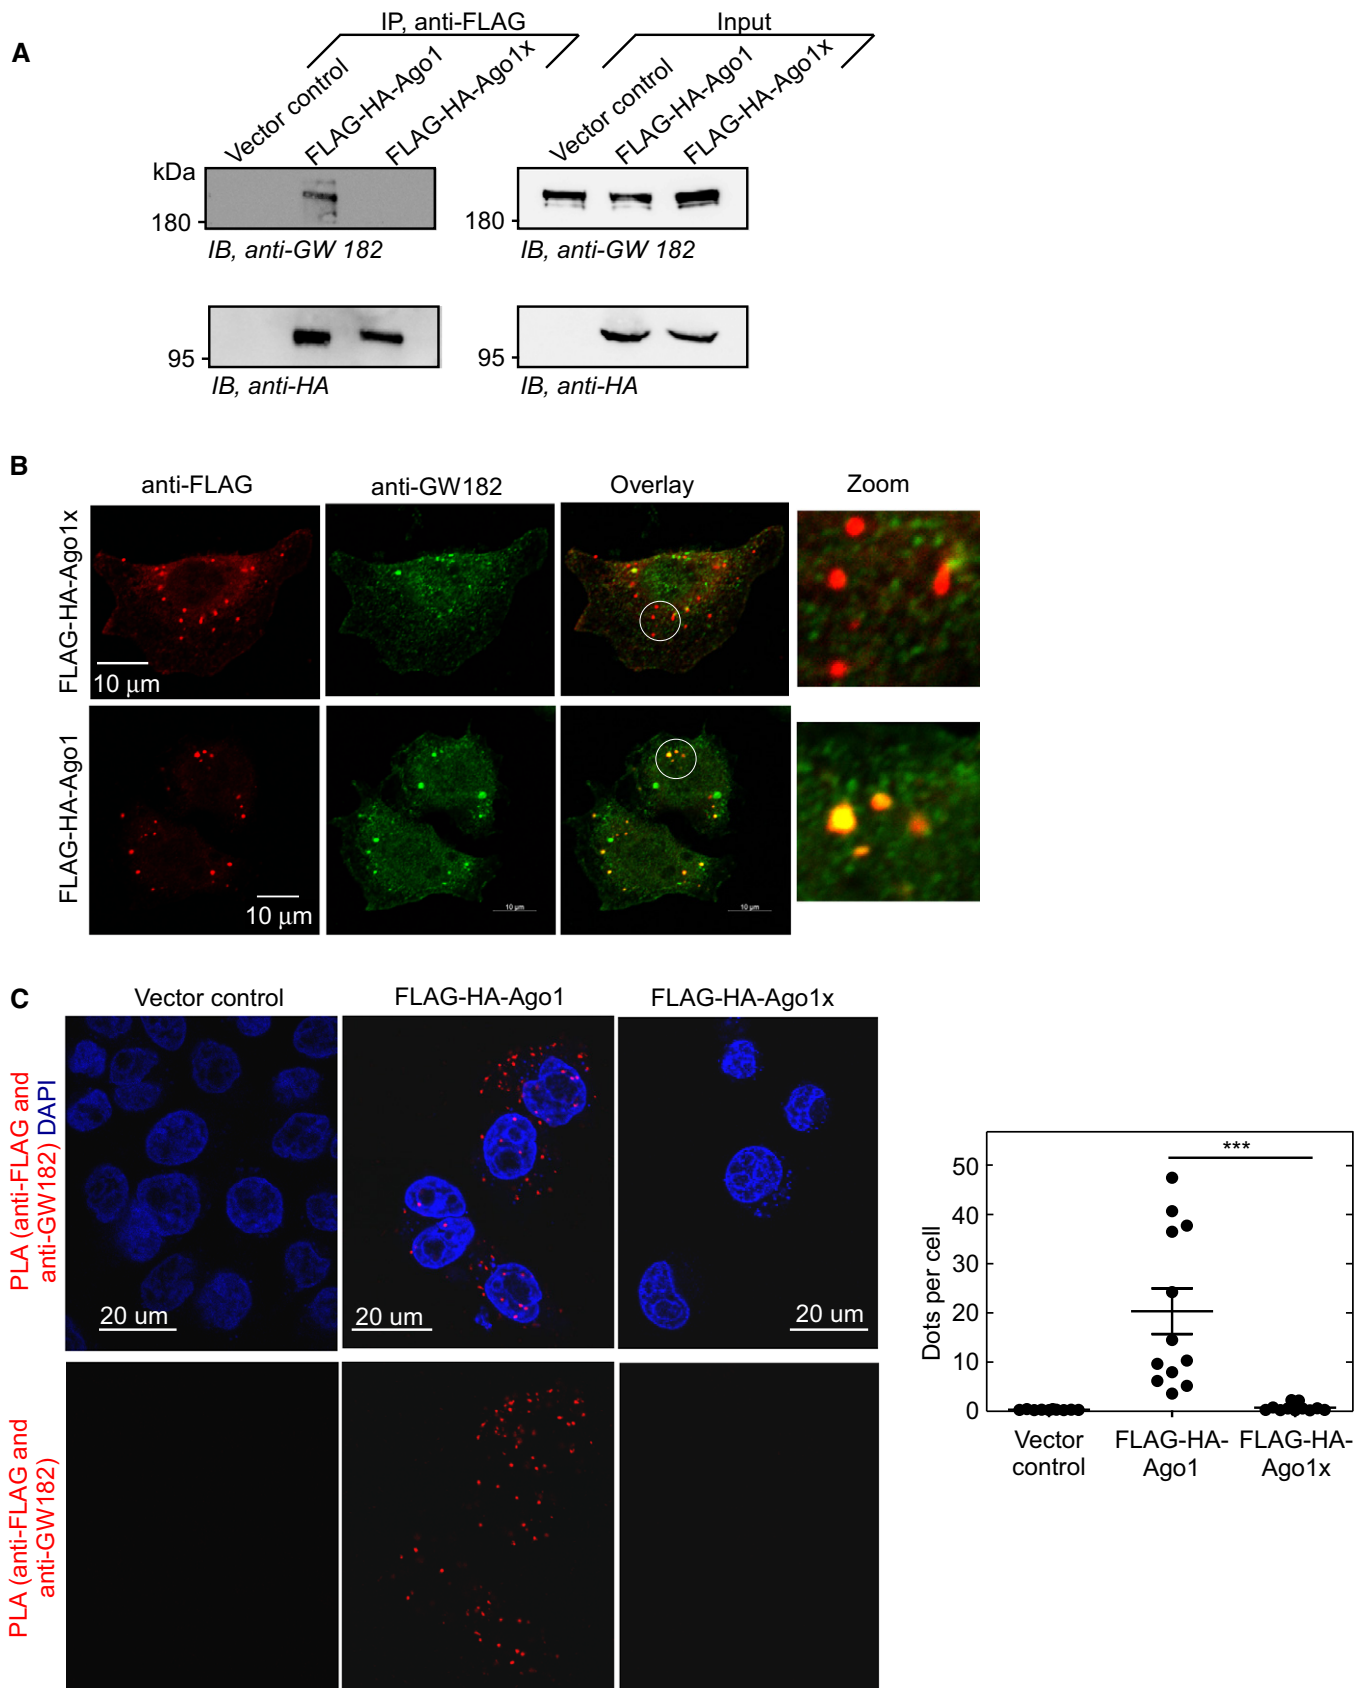 A
IP, anti-FLAG
Input
Vector control
FLAG-HA-Ago1
FLAG-HA-Ago1x
Vector control
FLAG-HA-Ago1
FLAG-HA-Ago1x
kDa
180
180
IB, anti-GW 182
IB, anti-GW 182
95
95
IB, anti-HA
IB, anti-HA
B
anti-FLAG
anti-GW182
Overlay
Zoom
FLAG-HA-Ago1x
10 μm
FLAG-HA-Ago1
10 μm
10 μm
10 μm
C
Vector control
FLAG-HA-Ago1
FLAG-HA-Ago1x
PLA (anti-FLAG and
anti-GW182) DAPI
20 um
20 um
20 um
PLA (anti-FLAG and
anti-GW182)
Dots per cell
50
40
30
20
10
0
***
Vector
control
FLAG-HA-
Ago1
FLAG-HA-
Ago1x